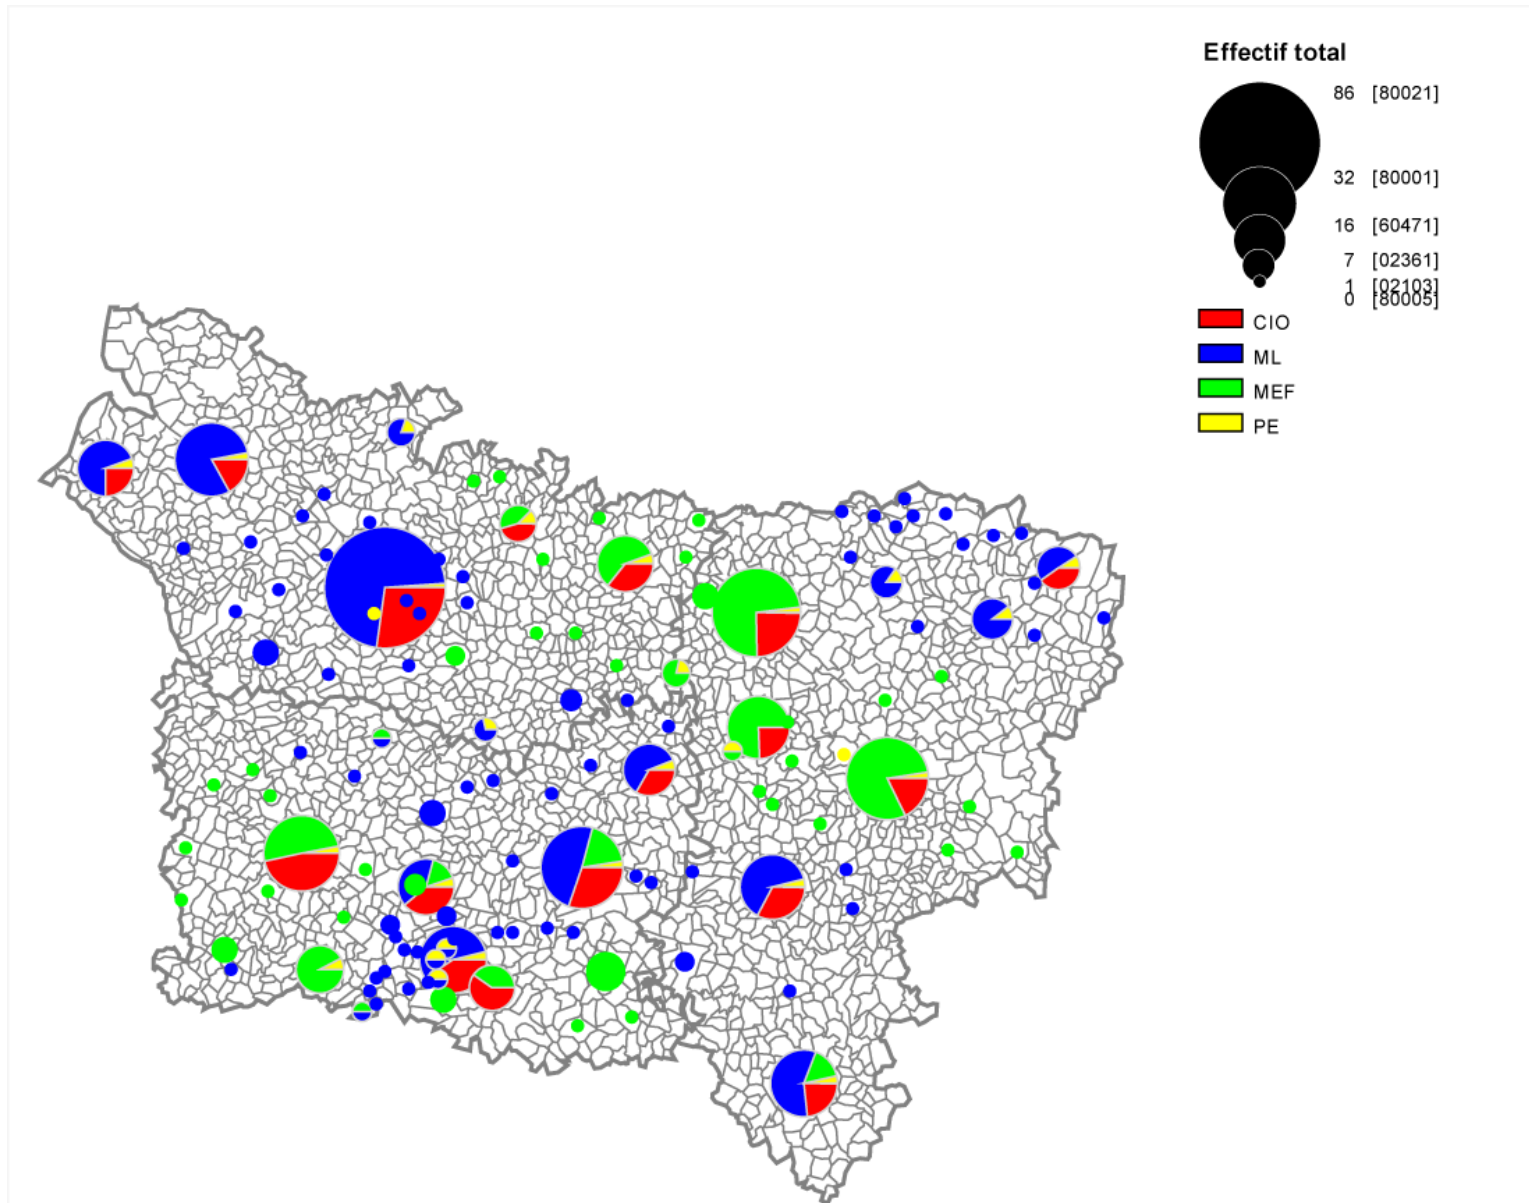 Effectif total
86 [80021]
32 [80001]
16 [60471]
7 [02361]
1 [02103]
0 [80005]
CIO
ML
MEF
PE